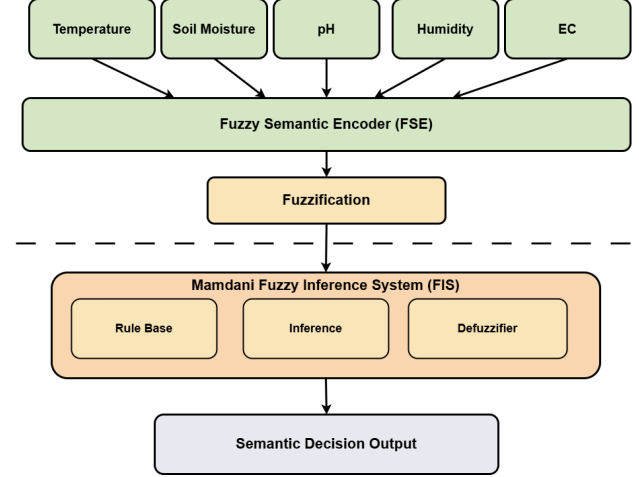 Temperature
Soil Moisture
pH
Humidity
EC
Fuzzy Semantic Encoder (FSE)
Fuzzification
Mamdani Fuzzy Inference System (FIS)
Rule Base
Inference
Defuzzifier
Semantic Decision Output